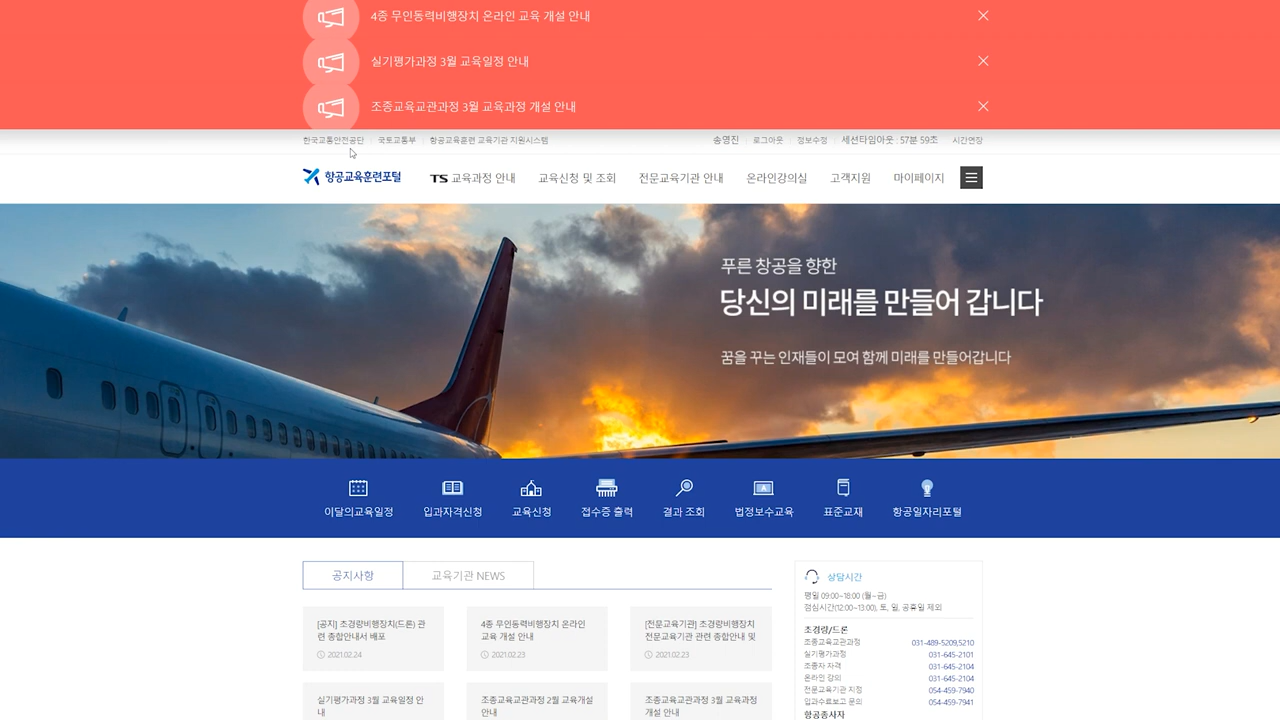 4종 무인동력비행장치 온라인 교육 개설 안내
실기평가과정 3월 교육일정 안내
조종교육교관과정 3월 교육과정 개설 안내
한국교통안전공단 국토교통부 항공교육훈련 교육기관 지원시스템
송영진 로그아웃 정보수정 세션타임아웃 : 57분 59초 시간연장
항공교육훈련포털 TS 교육과정 안내 교육신청 및 조회 전문교육기관 안내 온라인강의실 고객지원 마이페이지
푸른 창공을 향한
당신의 미래를 만들어 갑니다
꿈을 꾸는 인재들이 모여 함께 미래를 만들어갑니다
이달의교육일정 입과자격신청 교육신청 접수증 출력 결과 조회 법정보수교육 표준교재 항공일자리포털
공지사항 교육기관 NEWS
[공지] 초경량비행장치(드론) 관
련 종합안내서 배포
2021.02.24
4종 무인동력비행장치 온라인
교육 개설 안내
2021.02.23
[전문교육기관] 초경량비행장치
전문교육기관 관련 종합안내 및
2021.02.23
실기평가과정 3월 교육일정 안
내
조종교육교관과정 2월 교육개설
안내
조종교육교관과정 3월 교육과정
개설 안내
상담시간
평일 09:00~18:00 (월~금)
점심시간(12:00~13:00), 토, 일, 공휴일 제외
초경량/드론
조종교육교관과정 031-489-5209,5210
실기평가과정 031-645-2101
조종자 자격 031-645-2104
온라인 강의 031-645-2104
전문교육기관 지정 054-459-7940
입과수료보고 문의 054-459-7941
항공종사자